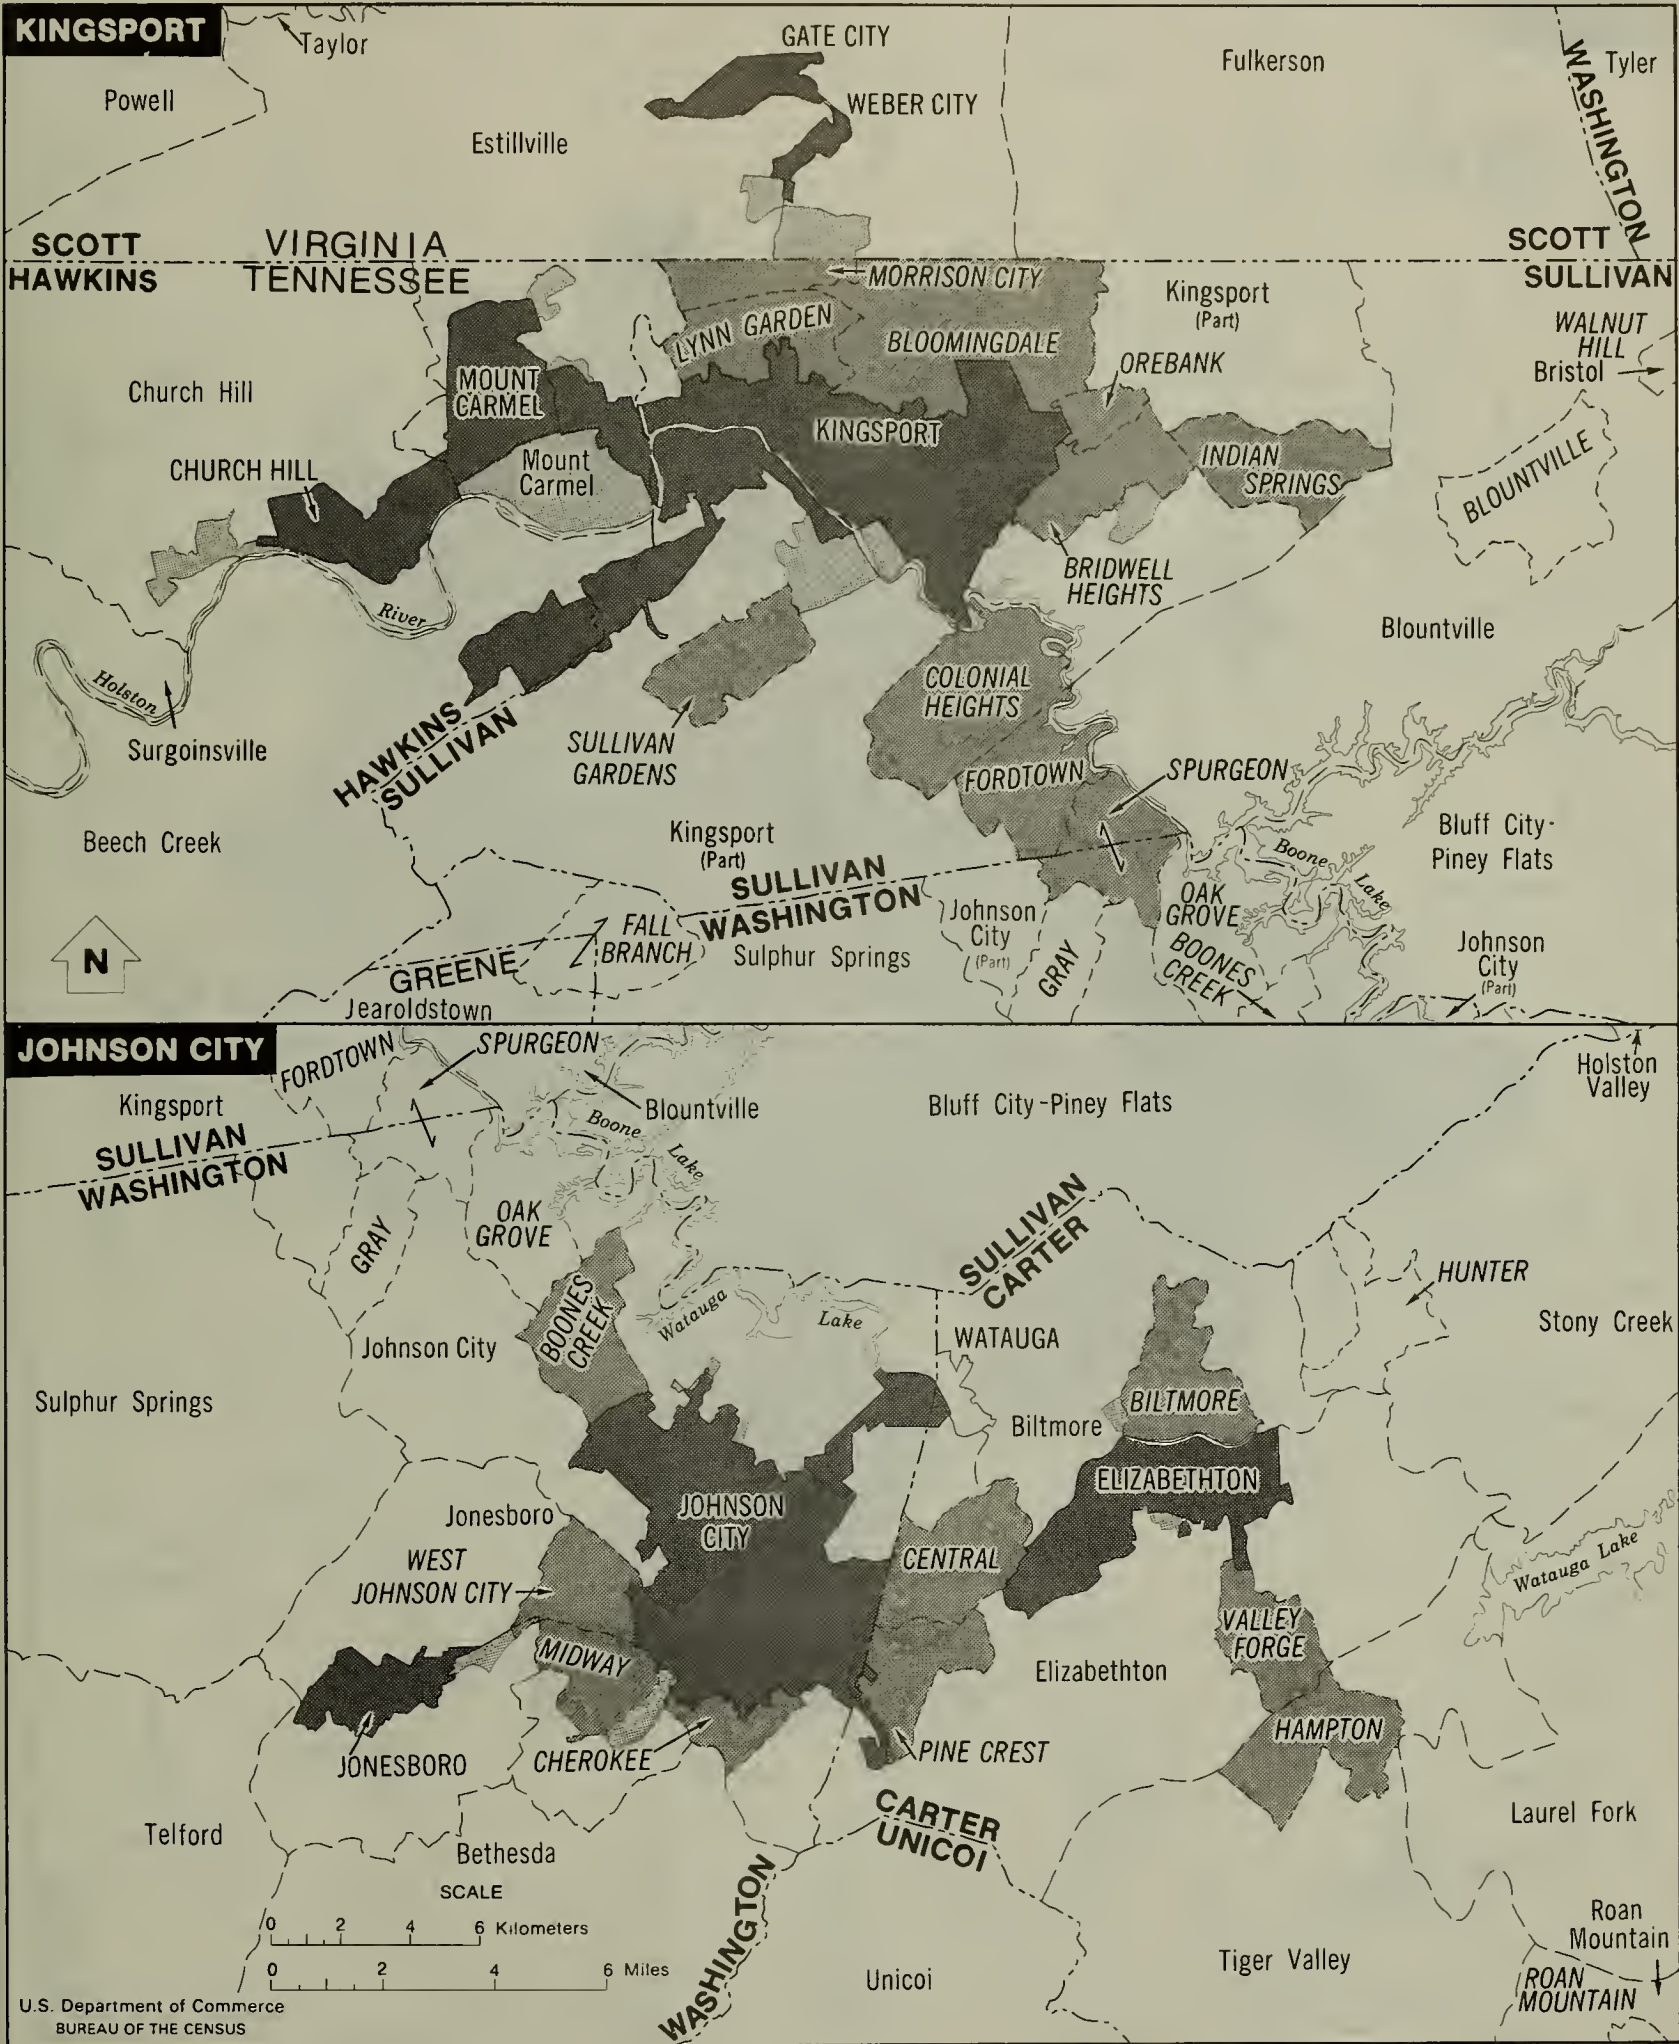 KINGSPORT
Taylor
GATE CITY
Fulkerson
WASHINGTON
Tyler
Powell
WEBER CITY
Estillville
SCOTT
VIRGINIA
SCOTT
HAWKINS
TENNESSEE
SULLIVAN
MORRISON CITY
Kingsport
(Part)
LYNN GARDEN
BLOOMINGDALE
WALNUT
HILL
Bristol
OREBANK
Church Hill
MOUNT
CARMEL
KINGSPORT
CHURCH HILL
Mount
Carmel
INDIAN
SPRINGS
BLOUNTVILLE
BRIDWELL
HEIGHTS
River
Blountville
Holston
COLONIAL
HEIGHTS
Surgoinsville
HAWKINS
SULLIVAN
SULLIVAN
GARDENS
FORDTOWN
SPURGEON
Beech Creek
Kingsport
(Part)
Bluff City-
Piney Flats
Boone
Lake
SULLIVAN
WASHINGTON
OAK
GROVE
Johnson
City
(Part)
FALL
BRANCH
Sulphur Springs
GRAY
BOONES
CREEK
Johnson
City
(Part)
N
GREENE
Jearoldstown
JOHNSON CITY
FORDTOWN
SPURGEON
Holston
Valley
Kingsport
Blountville
Bluff City-Piney Flats
Boone
Lake
SULLIVAN
WASHINGTON
OAK
GROVE
GRAY
SULLIVAN
CARTER
HUNTER
BOONES
CREEK
Watauga
Lake
Stony Creek
Johnson City
WATAUGA
Sulphur Springs
Biltmore
BILTMORE
ELIZABETHTON
JOHNSON
CITY
Jonesboro
CENTRAL
WEST
JOHNSON CITY
Watauga Lake
VALLEY
FORGE
MIDWAY
Elizabethton
HAMPTON
JONESBORO
CHEROKEE
PINE CREST
CARTER
UNICOI
Laurel Fork
Telford
Bethesda
WASHINGTON
SCALE
0 2 4 6 Kilometers
0 2 4 6 Miles
Unicoi
Tiger Valley
Roan
Mountain
ROAN
MOUNTAIN
U.S. Department of Commerce
BUREAU OF THE CENSUS